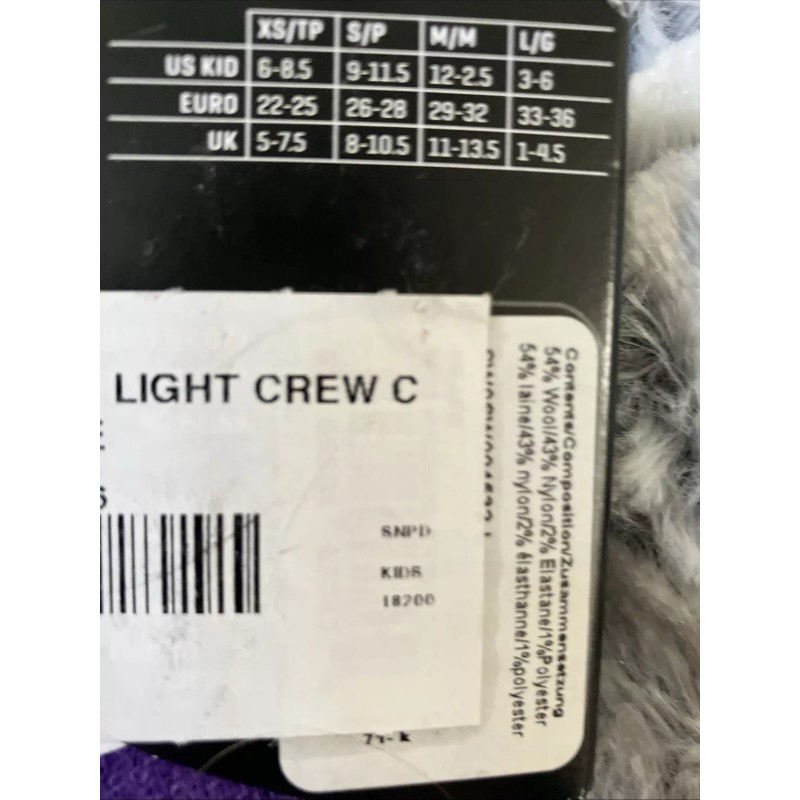 XS/TP S/P M/M L/G
US KID 6-8.5 9-11.5 12-2.5 3-6
EURO 22-25 26-28 29-32 33-36
UK 5-7.5 8-10.5 11-13.5 1-4.5
LIGHT CREW C
SNPD
KIDS
18200
Contents/Composition/Zusammensetzung
54% Wool/43% Nylon/2% Elastane/1%Polyester
54% laine/43% nylon/2% élasthanne/1%polyester